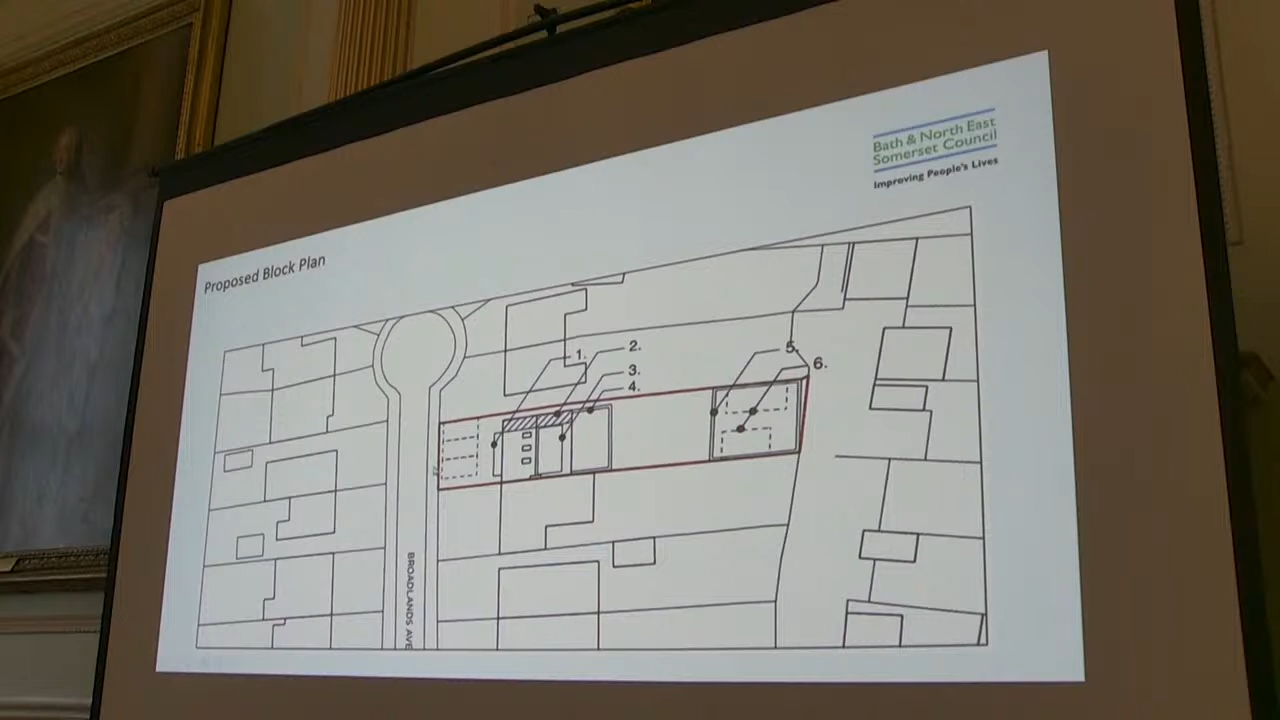 Bath & North East
Somerset Council
Improving People's Lives
Proposed Block Plan
1.
2.
3.
4.
5.
6.
BROADLANDS AVE